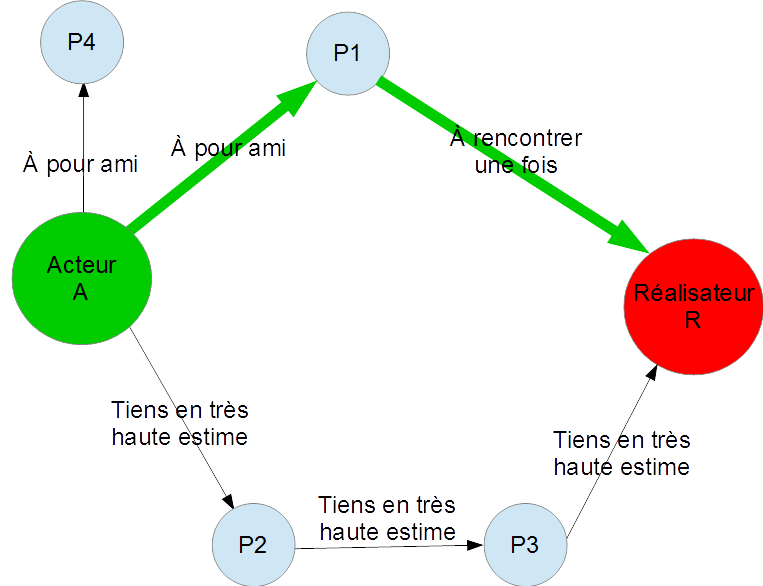 P4
P1
À pour ami
À pour ami
À rencontrer
une fois
Acteur
A
Réalisateur
R
Tiens en très
haute estime
Tiens en très
haute estime
Tiens en très
haute estime
P2
P3